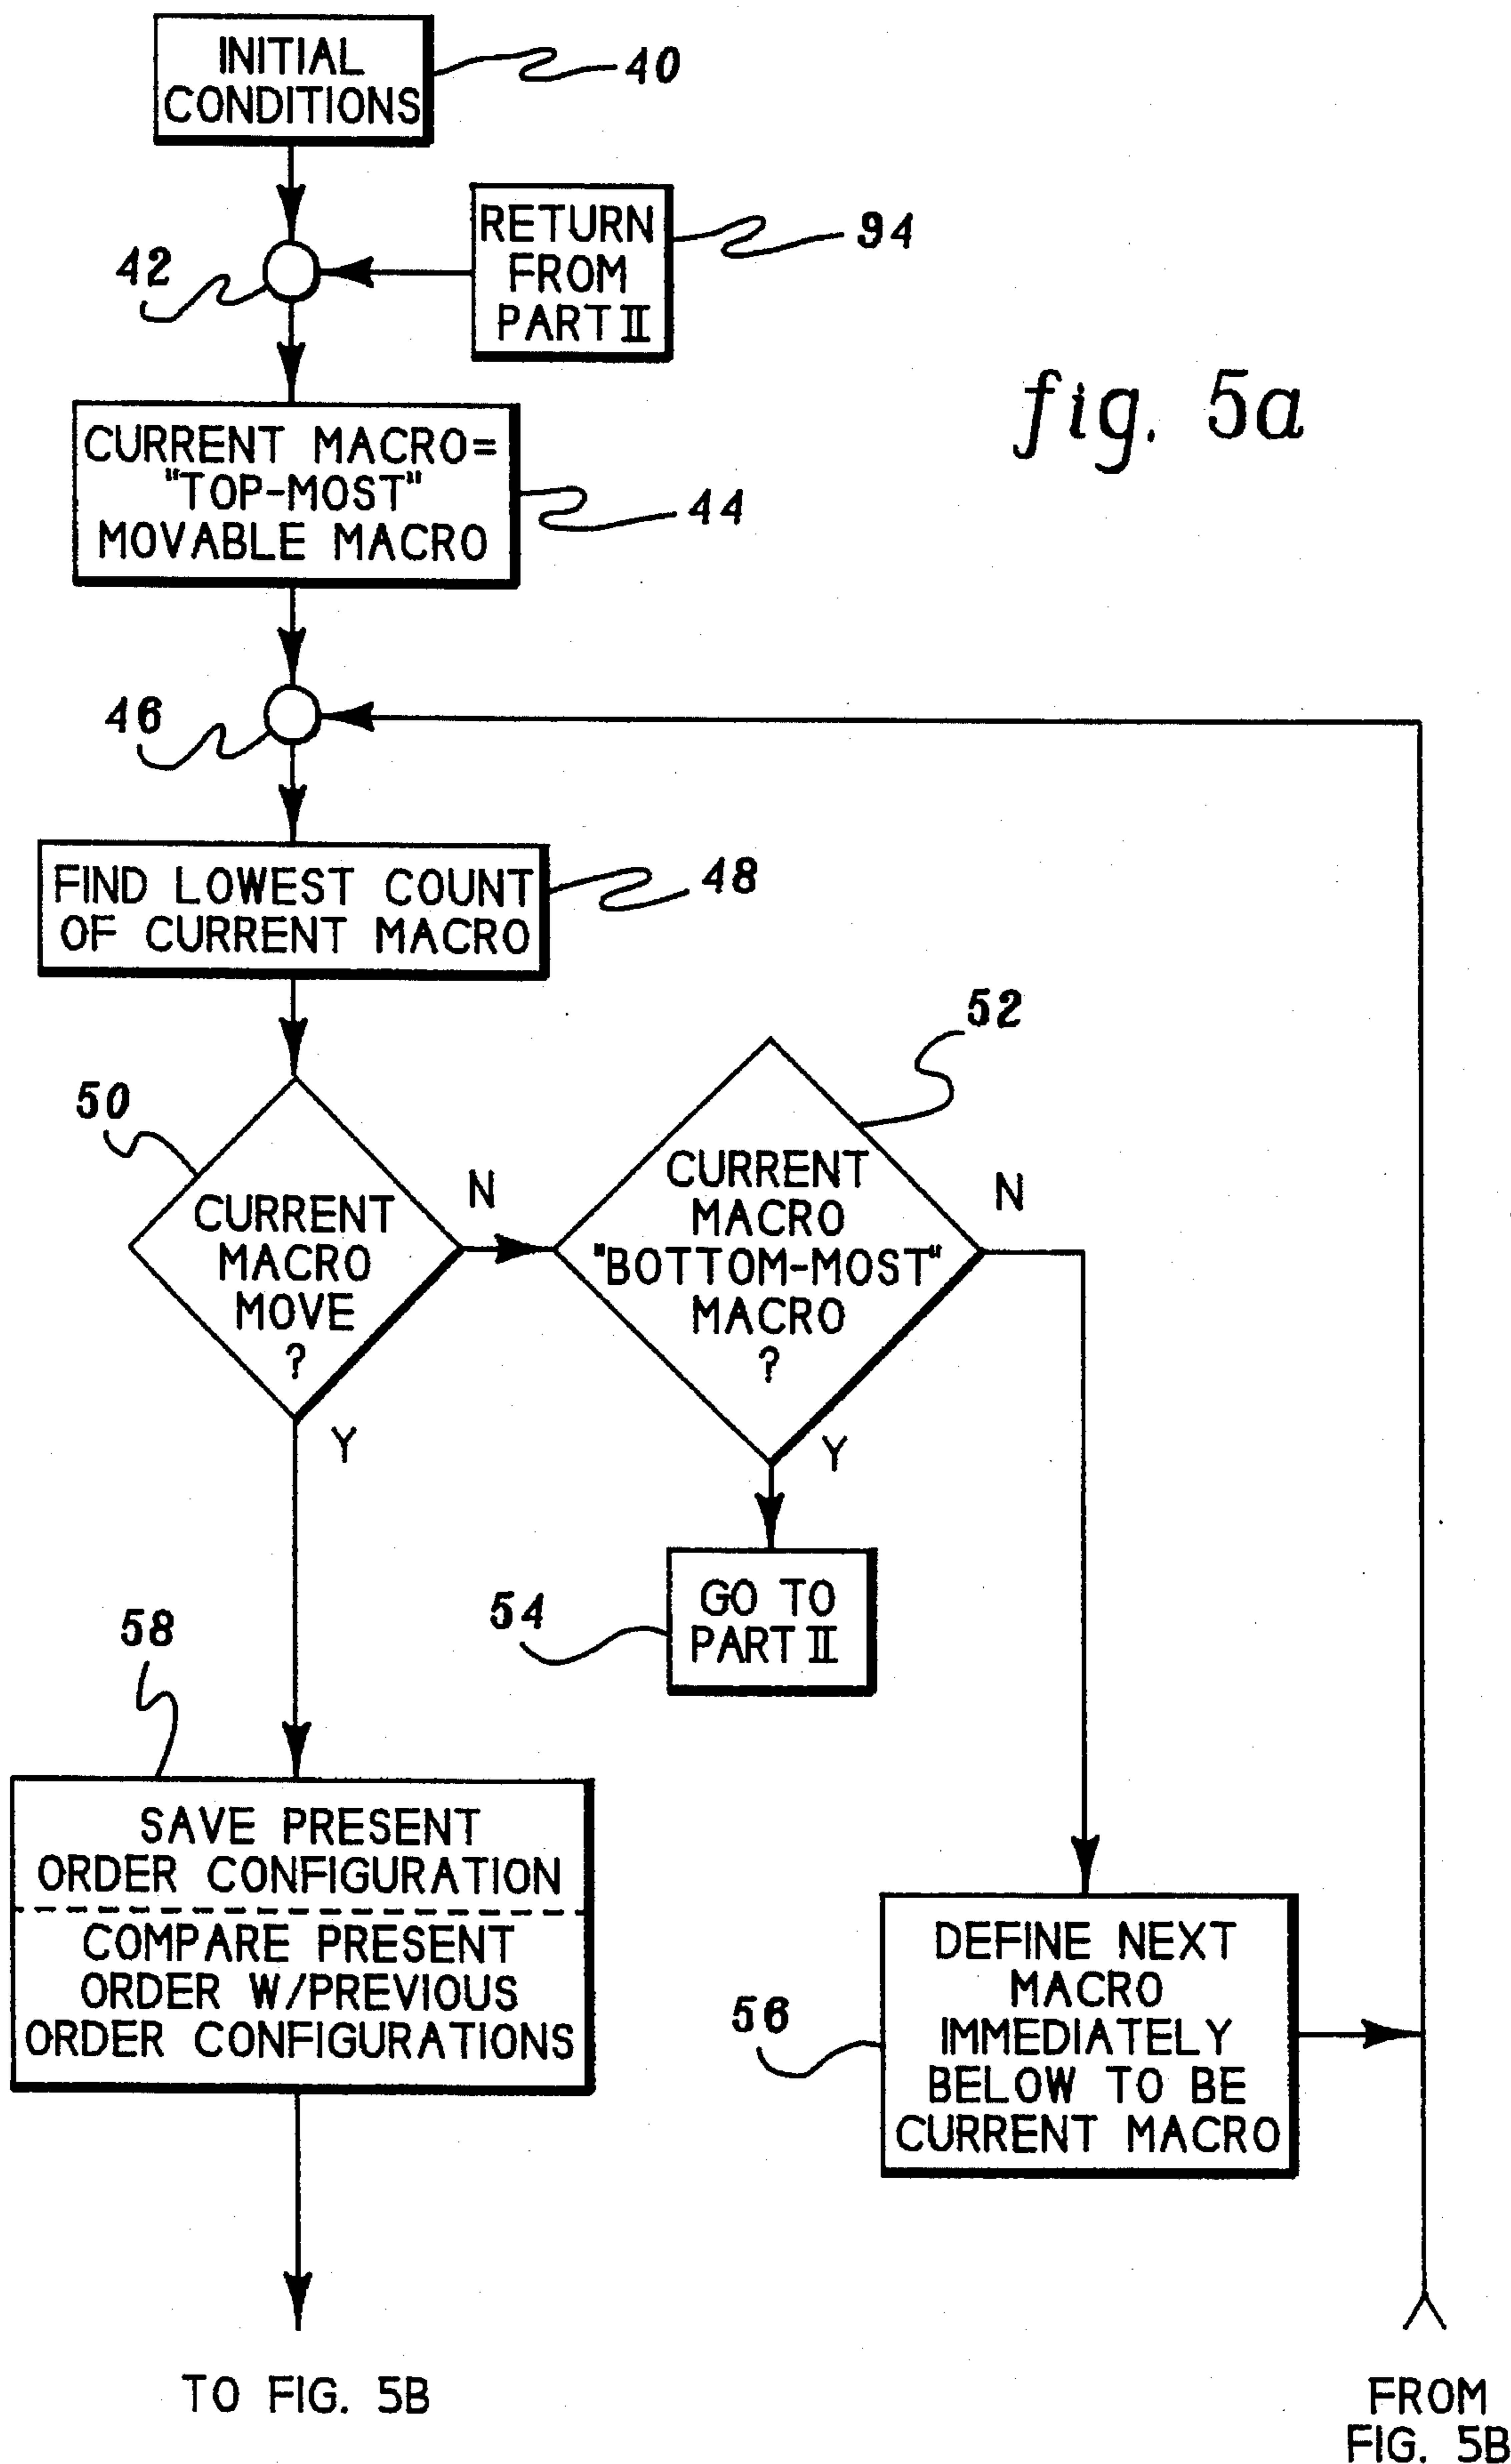 INITIAL
CONDITIONS
40
RETURN
FROM
PART II
94
42
fig. 5a
CURRENT MACRO=
"TOP-MOST"
MOVABLE MACRO
44
46
FIND LOWEST COUNT
OF CURRENT MACRO
48
52
50
CURRENT
MACRO
MOVE
?
N
Y
CURRENT
MACRO
"BOTTOM-MOST"
MACRO
?
N
Y
54
GO TO
PART II
58
SAVE PRESENT
ORDER CONFIGURATION
COMPARE PRESENT
ORDER W/PREVIOUS
ORDER CONFIGURATIONS
56
DEFINE NEXT
MACRO
IMMEDIATELY
BELOW TO BE
CURRENT MACRO
TO FIG. 5B
FROM
FIG. 5B